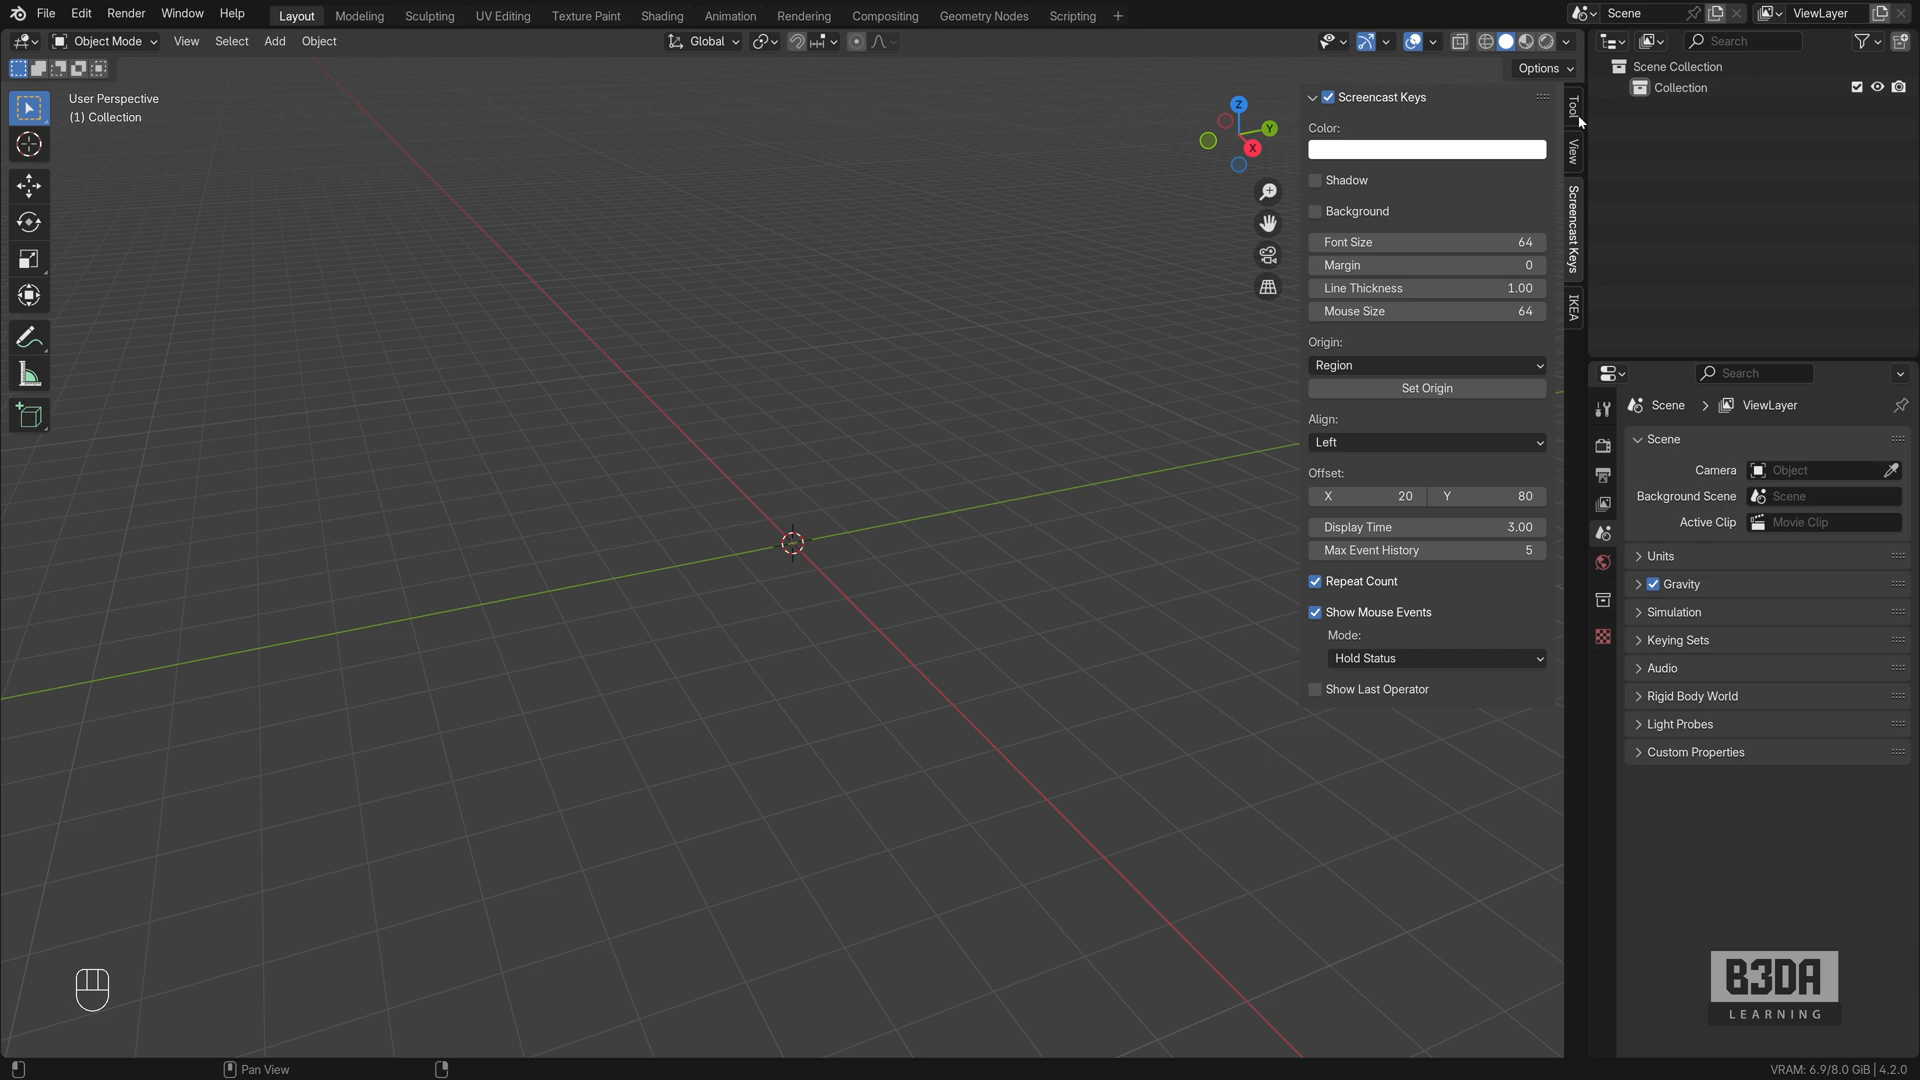 File Edit Render Window Help Layout Modeling Sculpting UV Editing Texture Paint Shading Animation Rendering Compositing Geometry Nodes Scripting + Scene ViewLayer
Object Mode View Select Add Object Global Search
Options
User Perspective
(1) Collection
Z
Y
X
Screencast Keys
Color:
Shadow
Background
Font Size 64
Margin 0
Line Thickness 1.00
Mouse Size 64
Origin:
Region
Set Origin
Align:
Left
Offset:
X 20 Y 80
Display Time 3.00
Max Event History 5
Repeat Count
Show Mouse Events
Mode:
Hold Status
Show Last Operator
Tool
View
Screencast Keys
IKEA
Scene Collection
Collection
Search
Scene > ViewLayer
Scene
Camera Object
Background Scene Scene
Active Clip Movie Clip
Units
Gravity
Simulation
Keying Sets
Audio
Rigid Body World
Light Probes
Custom Properties
B3DA
LEARNING
Pan View
VRAM: 6.9/8.0 GiB | 4.2.0